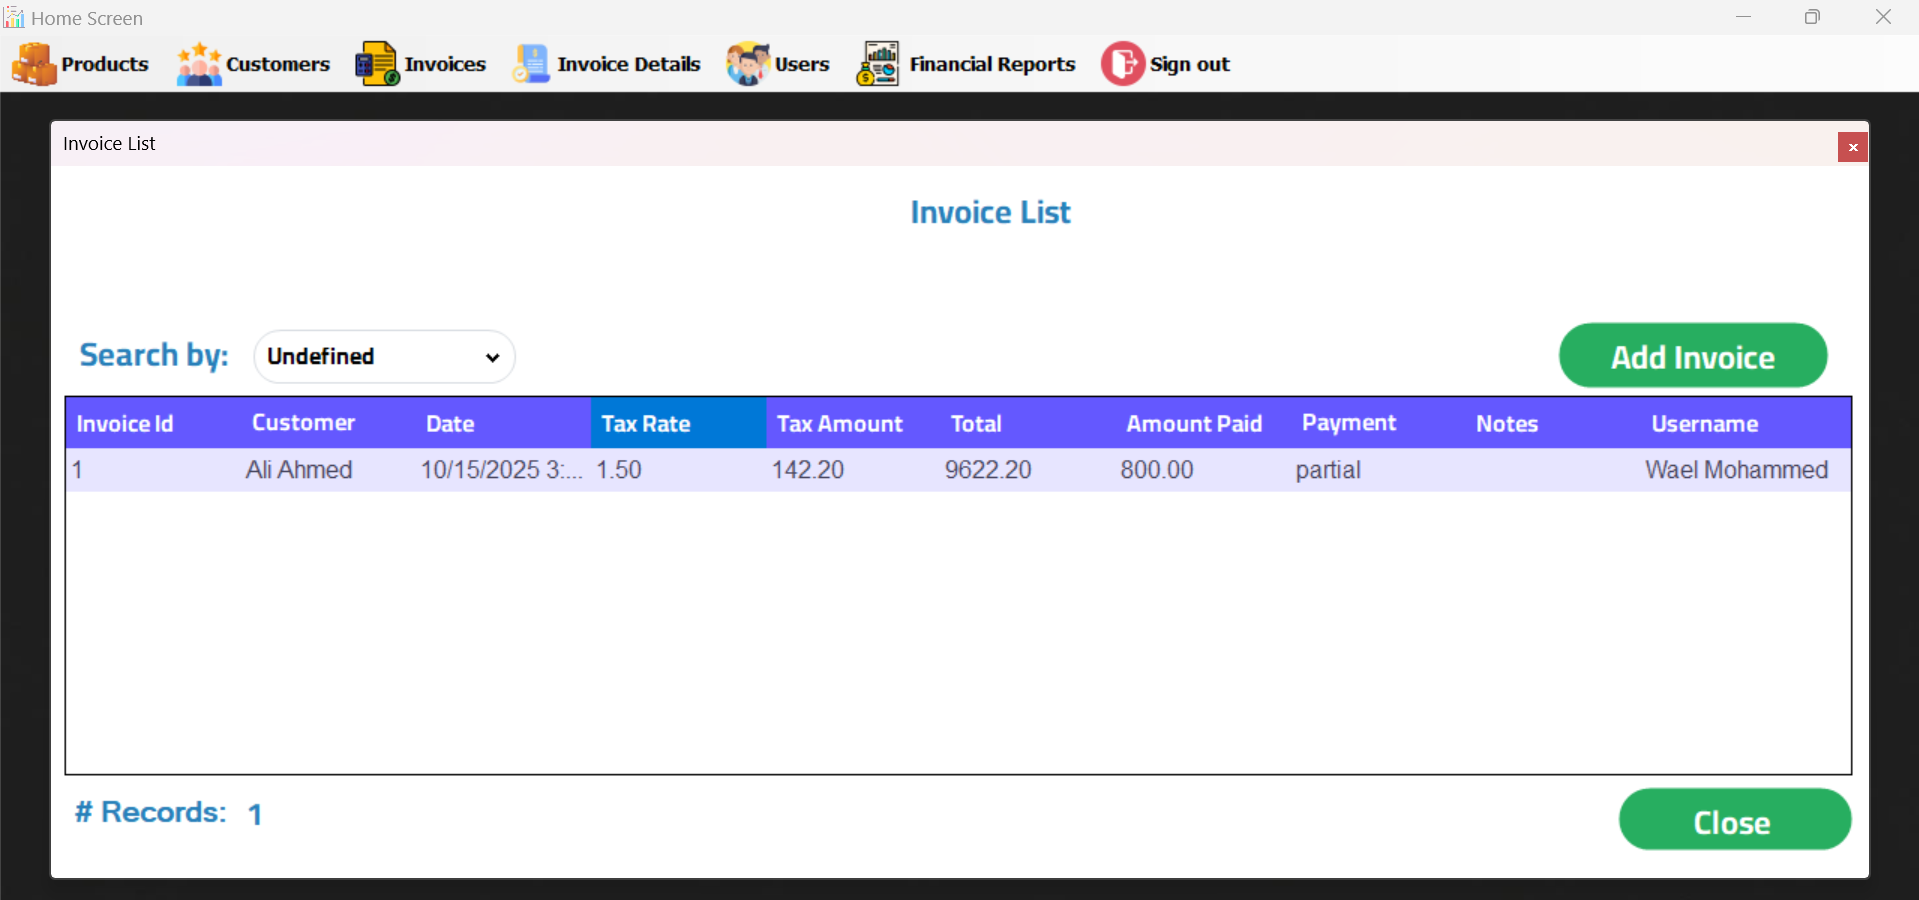 Home Screen
Products Customers Invoices Invoice Details Users Financial Reports Sign out
Invoice List
Invoice List
Search by: Undefined Add Invoice
Invoice Id Customer Date Tax Rate Tax Amount Total Amount Paid Payment Notes Username
1 Ali Ahmed 10/15/2025 3:... 1.50 142.20 9622.20 800.00 partial Wael Mohammed
# Records: 1
Close